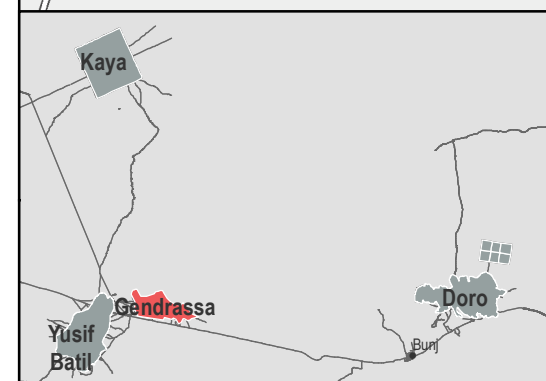 Kaya
Gendrassa
Doro
Yusif
Batil
Bunj